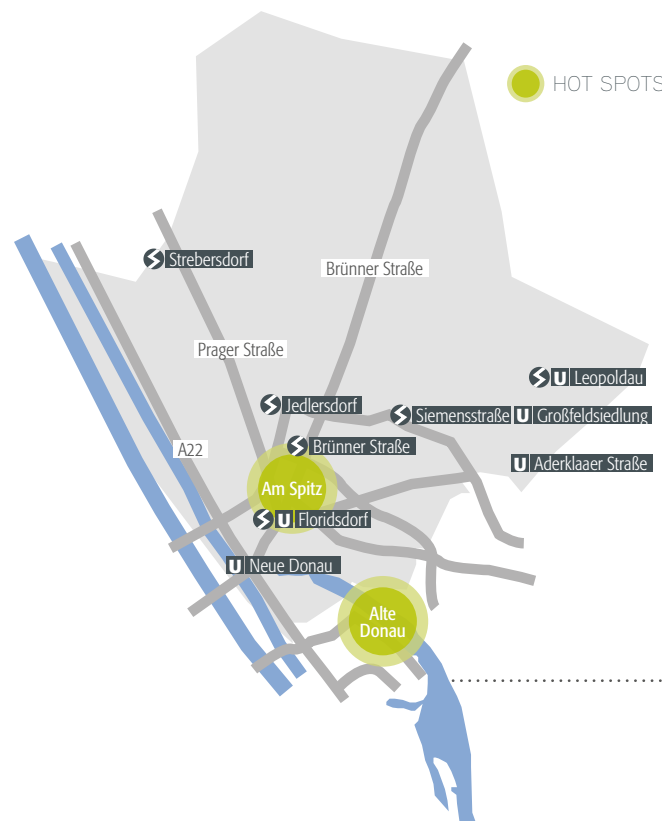 HOT SPOTS
Strebersdorf
Brünner Straße
Prager Straße
U Leopoldau
Jedlersdorf
Siemensstraße U Großfeldsiedlung
Brünner Straße
A22
U Aderklaaer Straße
Am Spitz
U Floridsdorf
U Neue Donau
Alte
Donau